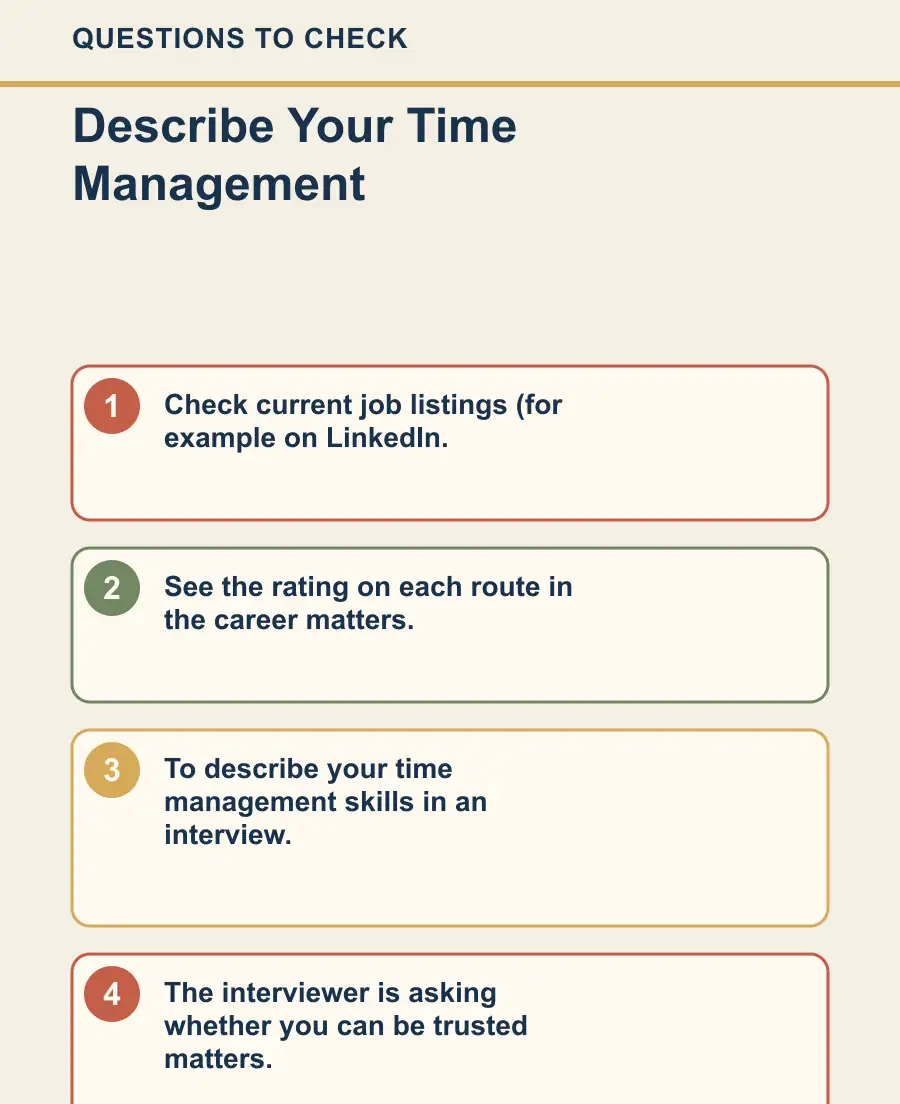 QUESTIONS TO CHECK
Describe Your Time
Management
1
Check current job listings (for
example on LinkedIn.
2
See the rating on each route in
the career matters.
3
To describe your time
management skills in an
interview.
4
The interviewer is asking
whether you can be trusted
matters.